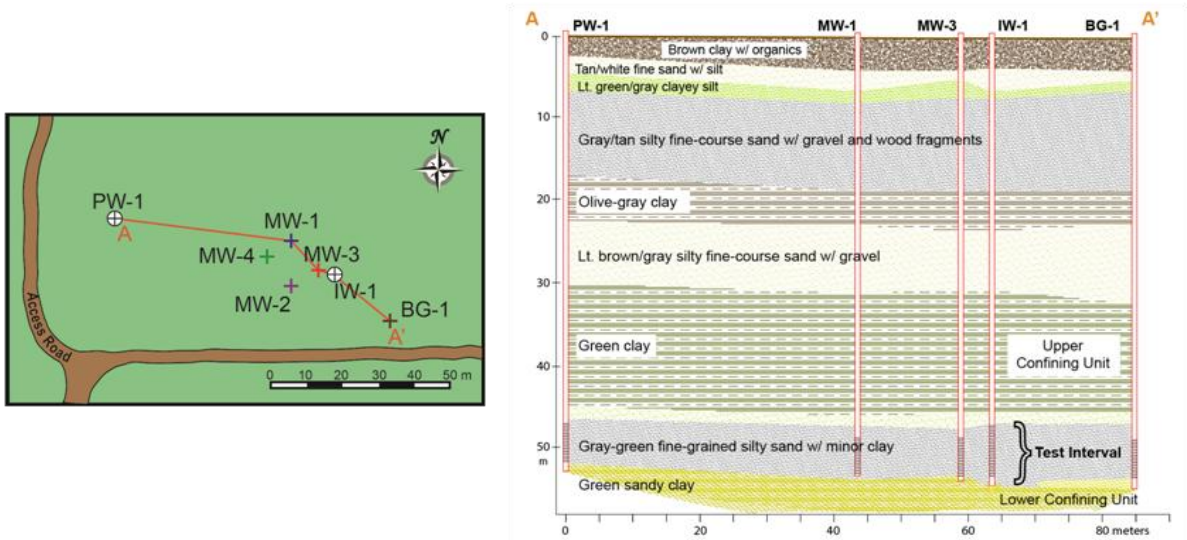 N
PW-1
A
MW-1
MW-4
MW-3
IW-1
MW-2
BG-1
A'
Access Road
0 10 20 30 40 50 m
A
A'
PW-1 MW-1 MW-3 IW-1 BG-1
0
Brown clay w/ organics
Tan/white fine sand w/ silt
Lt. green/gray clayey silt
10
Gray/tan silty fine-course sand w/ gravel and wood fragments
20
Olive-gray clay
Lt. brown/gray silty fine-course sand w/ gravel
30
Green clay
Upper
Confining Unit
40
50
m
Gray-green fine-grained silty sand w/ minor clay
Test Interval
Green sandy clay
Lower Confining Unit
0 20 40 60 80 meters